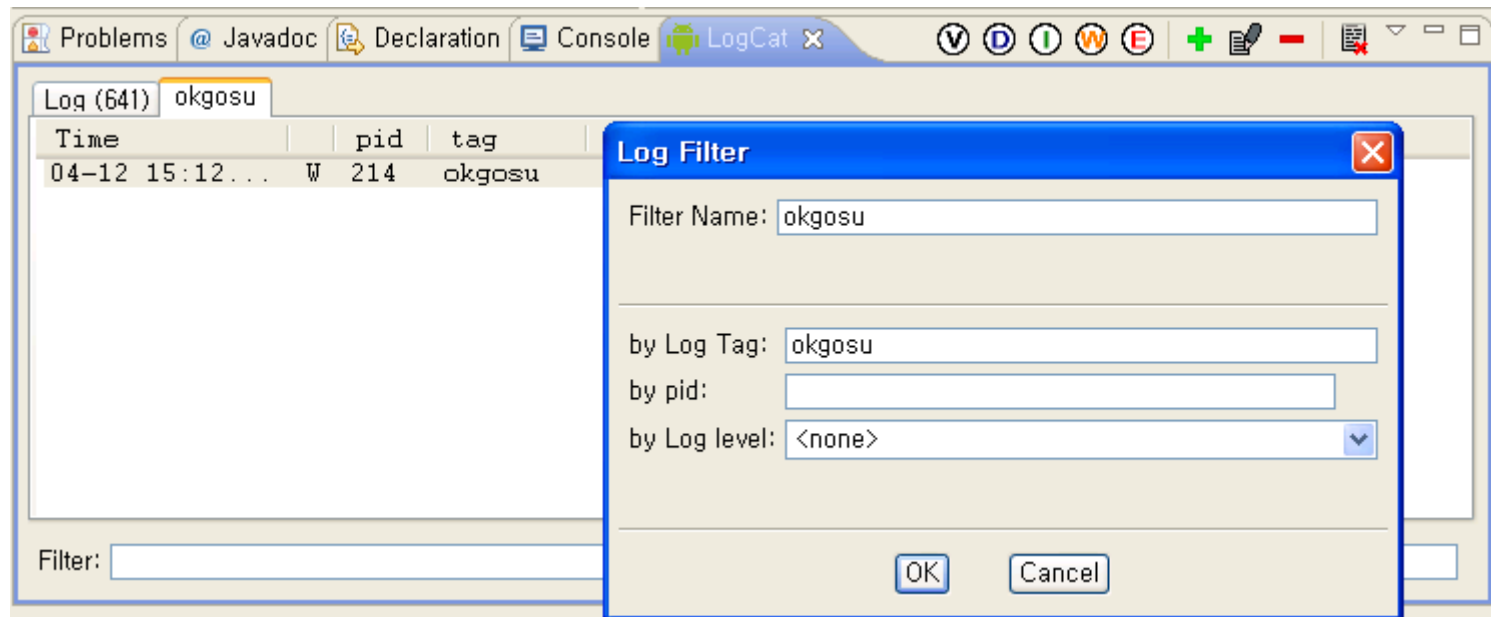 Problems @ Javadoc Declaration Console LogCat V D I W E
Log (641) okgosu
Time pid tag
04-12 15:12... W 214 okgosu
Log Filter
Filter Name: okgosu
by Log Tag: okgosu
by pid:
by Log level: <none>
Filter:
OK Cancel